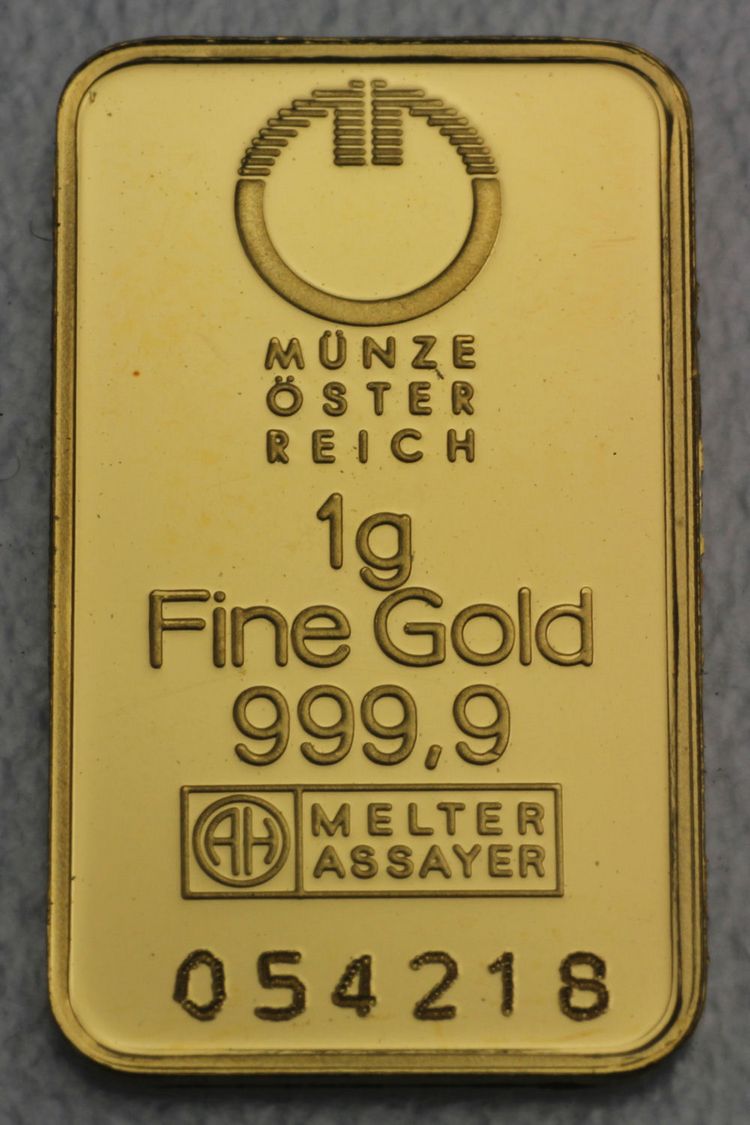 MÜNZE
ÖSTER
REICH
1g
Fine Gold
999,9
AH MELTER
ASSAYER
054218